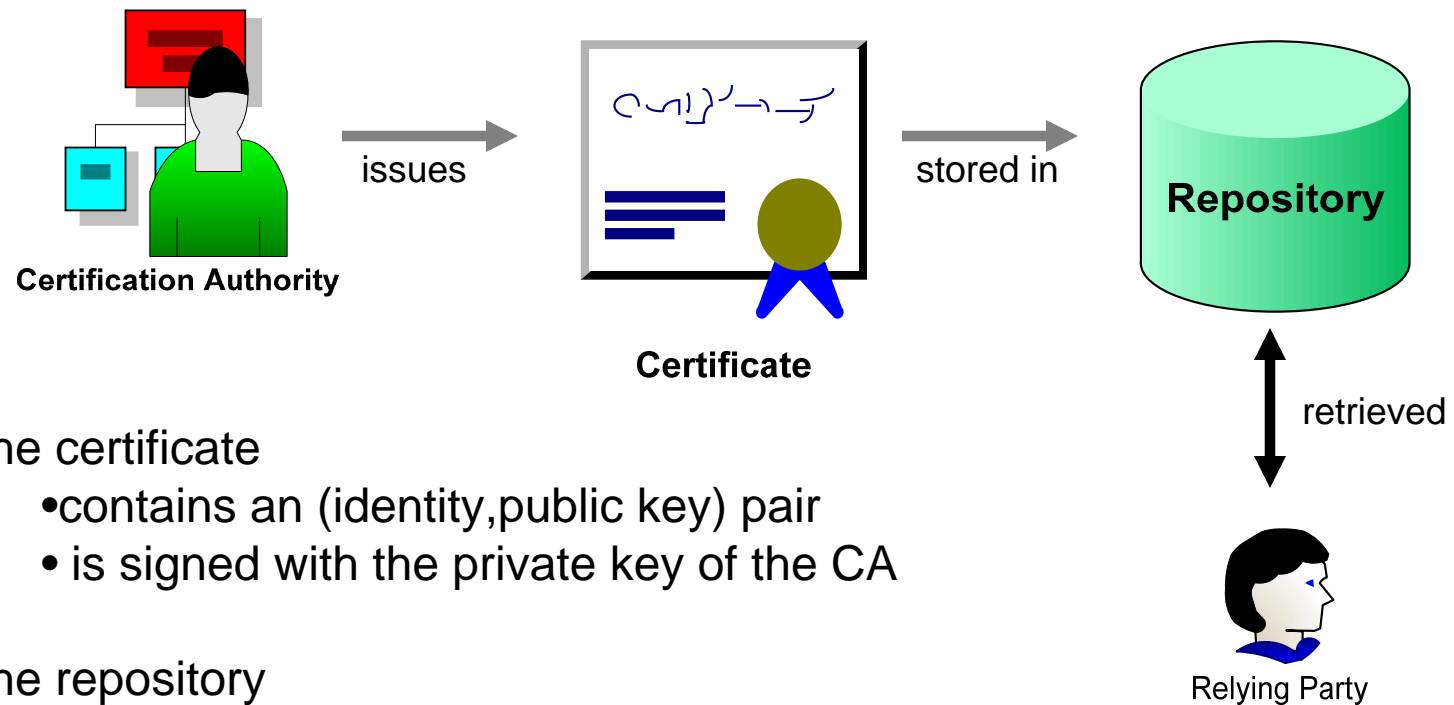 issues
stored in
Repository
Certification Authority
Certificate
retrieved
he certificate
•contains an (identity,public key) pair
• is signed with the private key of the CA
he repository
Relying Party